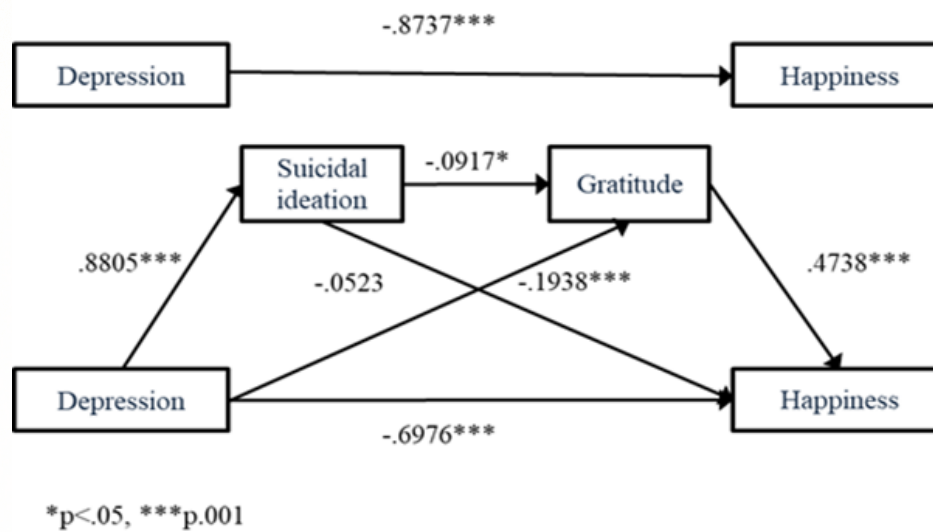 -.8737***
Depression
Happiness
Suicidal
ideation
-.0917*
Gratitude
.8805***
-.0523
-.1938***
.4738***
Depression
Happiness
-.6976***
*p<.05, ***p.001